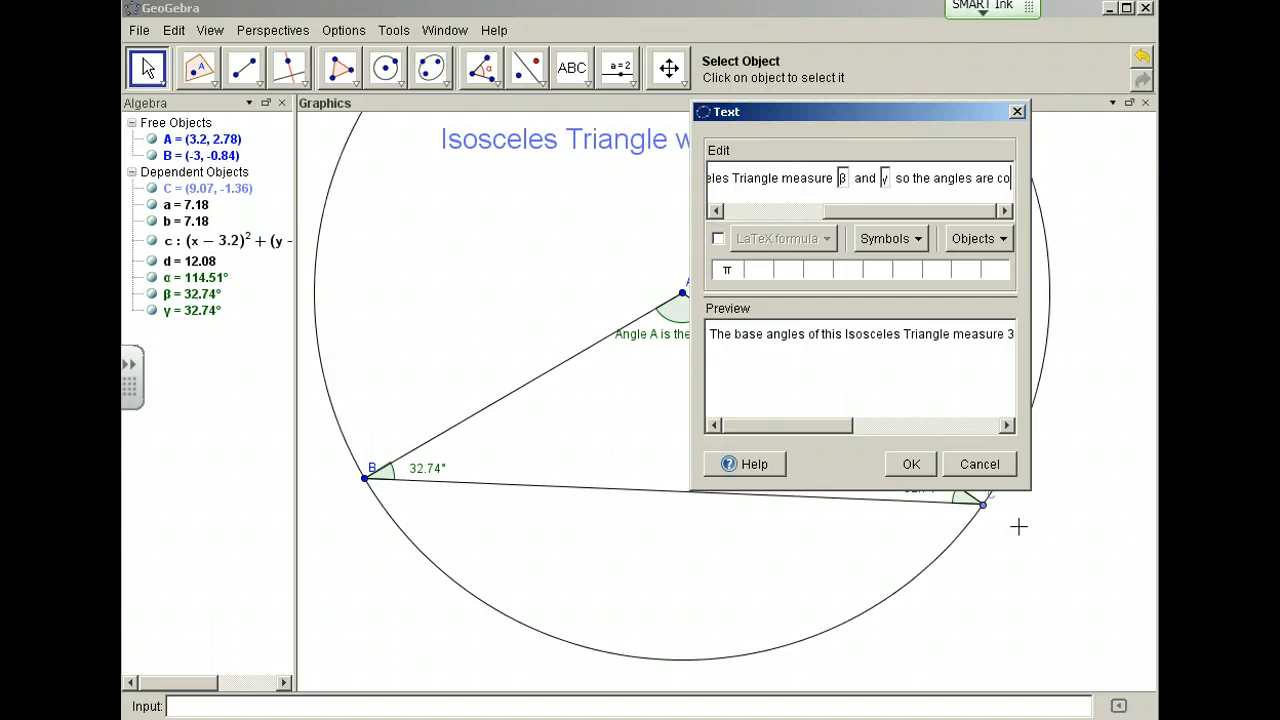 GeoGebra
SMART Ink
File Edit View Perspectives Options Tools Window Help
A
α
ABC
a=2
Select Object
Click on object to select it
Algebra
Graphics
Free Objects
A = (3.2, 2.78)
B = (-3, -0.84)
Dependent Objects
C = (9.07, -1.36)
a = 7.18
b = 7.18
c : (x − 3.2)² + (y −
d = 12.08
α = 114.51°
β = 32.74°
γ = 32.74°
Isosceles Triangle w
Angle A is the
B
32.74°
C
Text
Edit
eles Triangle measure β and γ so the angles are co
LaTeX formula Symbols Objects
π
Preview
The base angles of this Isosceles Triangle measure 3
Help OK Cancel
Input: